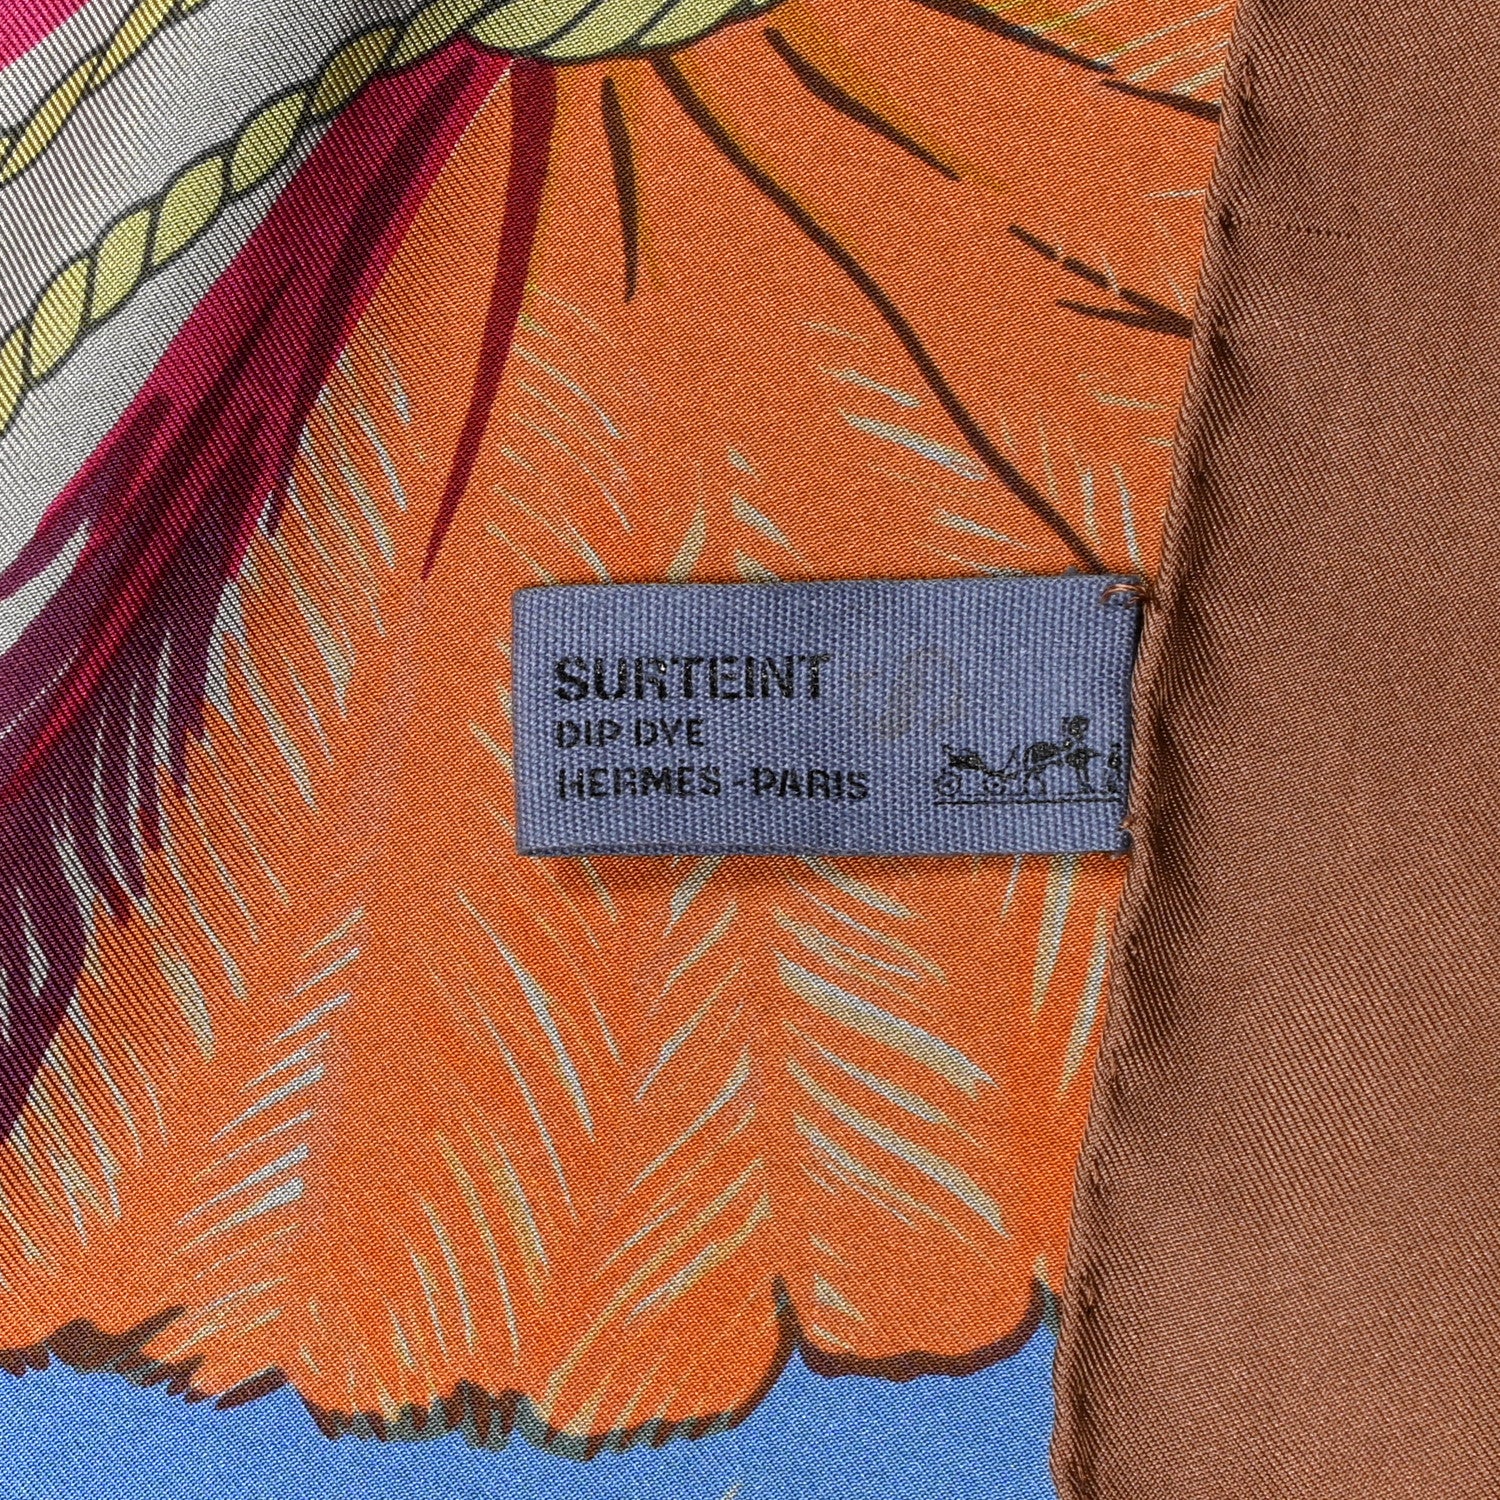 SURTEINT
DIP DYE
HERMES-PARIS